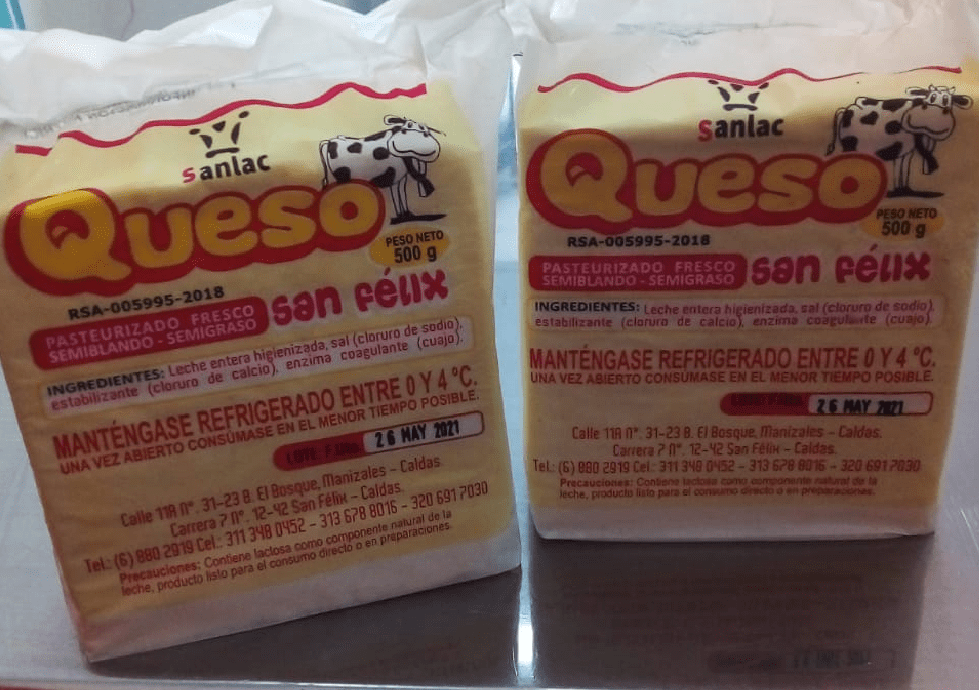 sanlac
Queso
PESO NETO
500 g
RSA-005995-2018
PASTEURIZADO FRESCO
SEMIBLANDO - SEMIGRASO
san félix
INGREDIENTES: Leche entera higienizada, sal (cloruro de sodio),
estabilizante (cloruro de calcio), enzima coagulante (cuajo).
MANTÉNGASE REFRIGERADO ENTRE 0 Y 4 °C.
UNA VEZ ABIERTO CONSÚMASE EN EL MENOR TIEMPO POSIBLE.
26 MAY 2021
Calle 11A Nº. 31-23 B. El Bosque, Manizales - Caldas.
Carrera 7 Nº. 12-42 San Félix - Caldas.
Tel.: (6) 880 2919 Cel.: 311 348 0452 - 313 678 8016 - 320 691 7030
Precauciones: Contiene lactosa como componente natural de la
leche, producto listo para el consumo directo o en preparaciones.
sanlac
Queso
PESO NETO
500 g
RSA-005995-2018
PASTEURIZADO FRESCO
SEMIBLANDO - SEMIGRASO
san félix
INGREDIENTES: Leche entera higienizada, sal (cloruro de sodio),
estabilizante (cloruro de calcio), enzima coagulante (cuajo).
MANTÉNGASE REFRIGERADO ENTRE 0 Y 4 °C.
UNA VEZ ABIERTO CONSÚMASE EN EL MENOR TIEMPO POSIBLE.
26 MAY 2021
Calle 11A Nº. 31-23 B. El Bosque, Manizales - Caldas.
Carrera 7 Nº. 12-42 San Félix - Caldas.
Tel.: (6) 880 2919 Cel.: 311 348 0452 - 313 678 8016 - 320 691 7030
Precauciones: Contiene lactosa como componente natural de la
leche, producto listo para el consumo directo o en preparaciones.